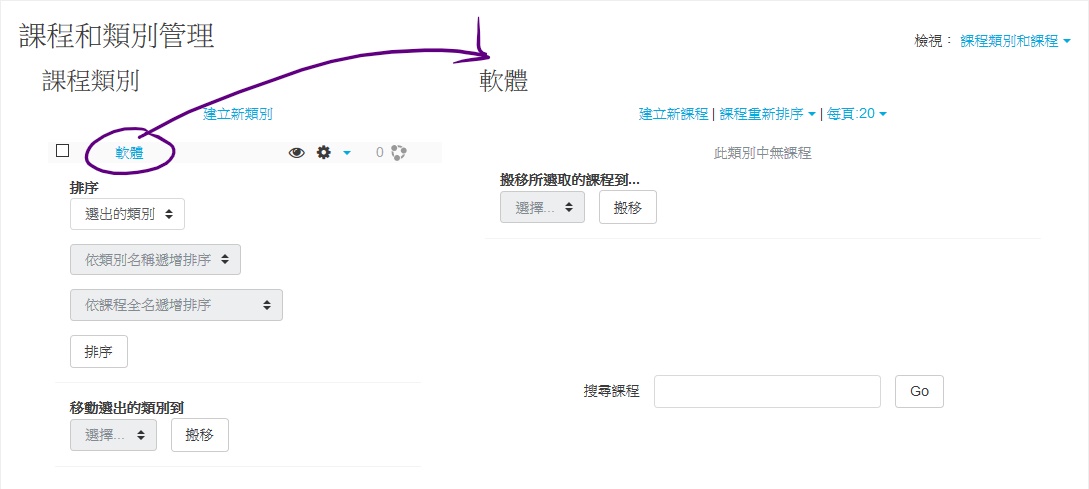 課程和類別管理
檢視： 課程類別和課程
課程類別
建立新類別
軟體
0
排序
選出的類別
依類別名稱遞增排序
依課程全名遞增排序
排序
移動選出的類別到
選擇...
搬移
軟體
建立新課程 | 課程重新排序 | 每頁:20
此類別中無課程
搬移所選取的課程到...
選擇...
搬移
搜尋課程
Go